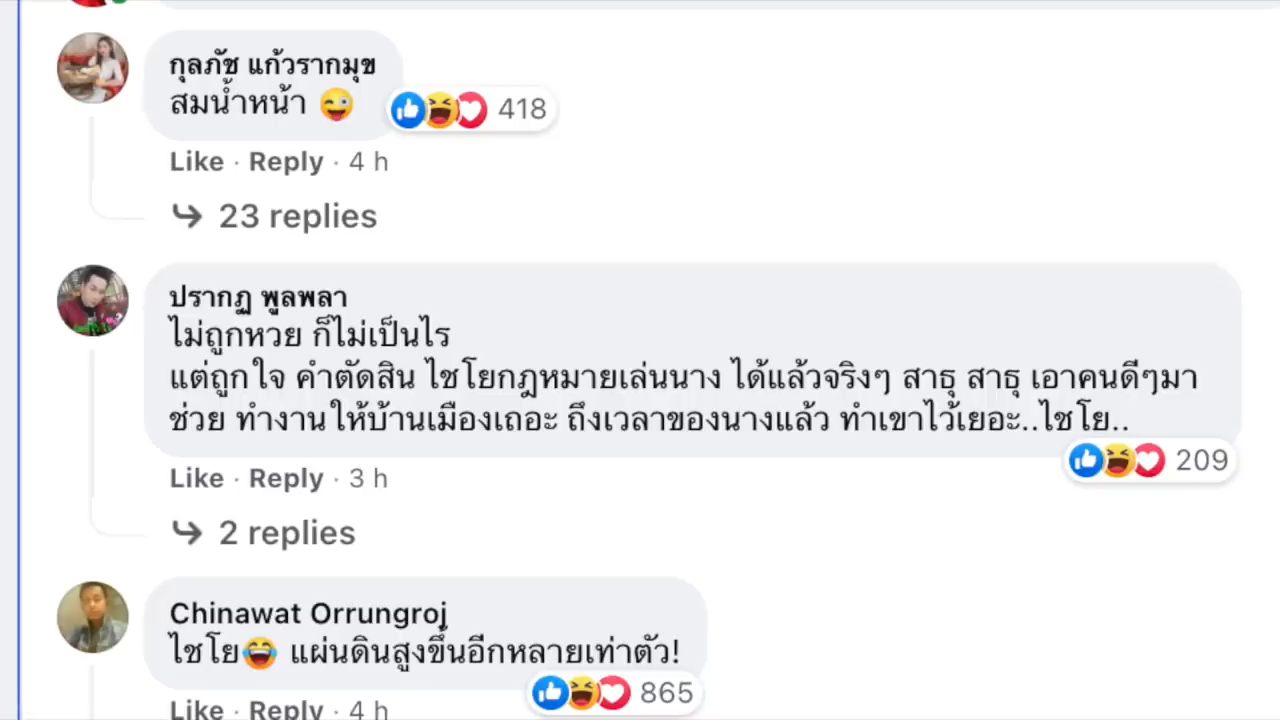 กุลภัช แก้วรากมุข
สมน้ำหน้า 😜
418
Like · Reply · 4 h
23 replies
ปรากฏ พูลพลา
ไม่ถูกหวย ก็ไม่เป็นไร
แต่ถูกใจ คำตัดสิน ไชโยกฎหมายเล่นนาง ได้แล้วจริงๆ สาธุ สาธุ เอาคนดีๆมา
ช่วย ทำงานให้บ้านเมืองเถอะ ถึงเวลาของนางแล้ว ทำเขาไว้เยอะ..ไชโย..
209
Like · Reply · 3 h
2 replies
Chinawat Orrungroj
ไชโย😂 แผ่นดินสูงขึ้นอีกหลายเท่าตัว!
865
Like · Reply · 4 h